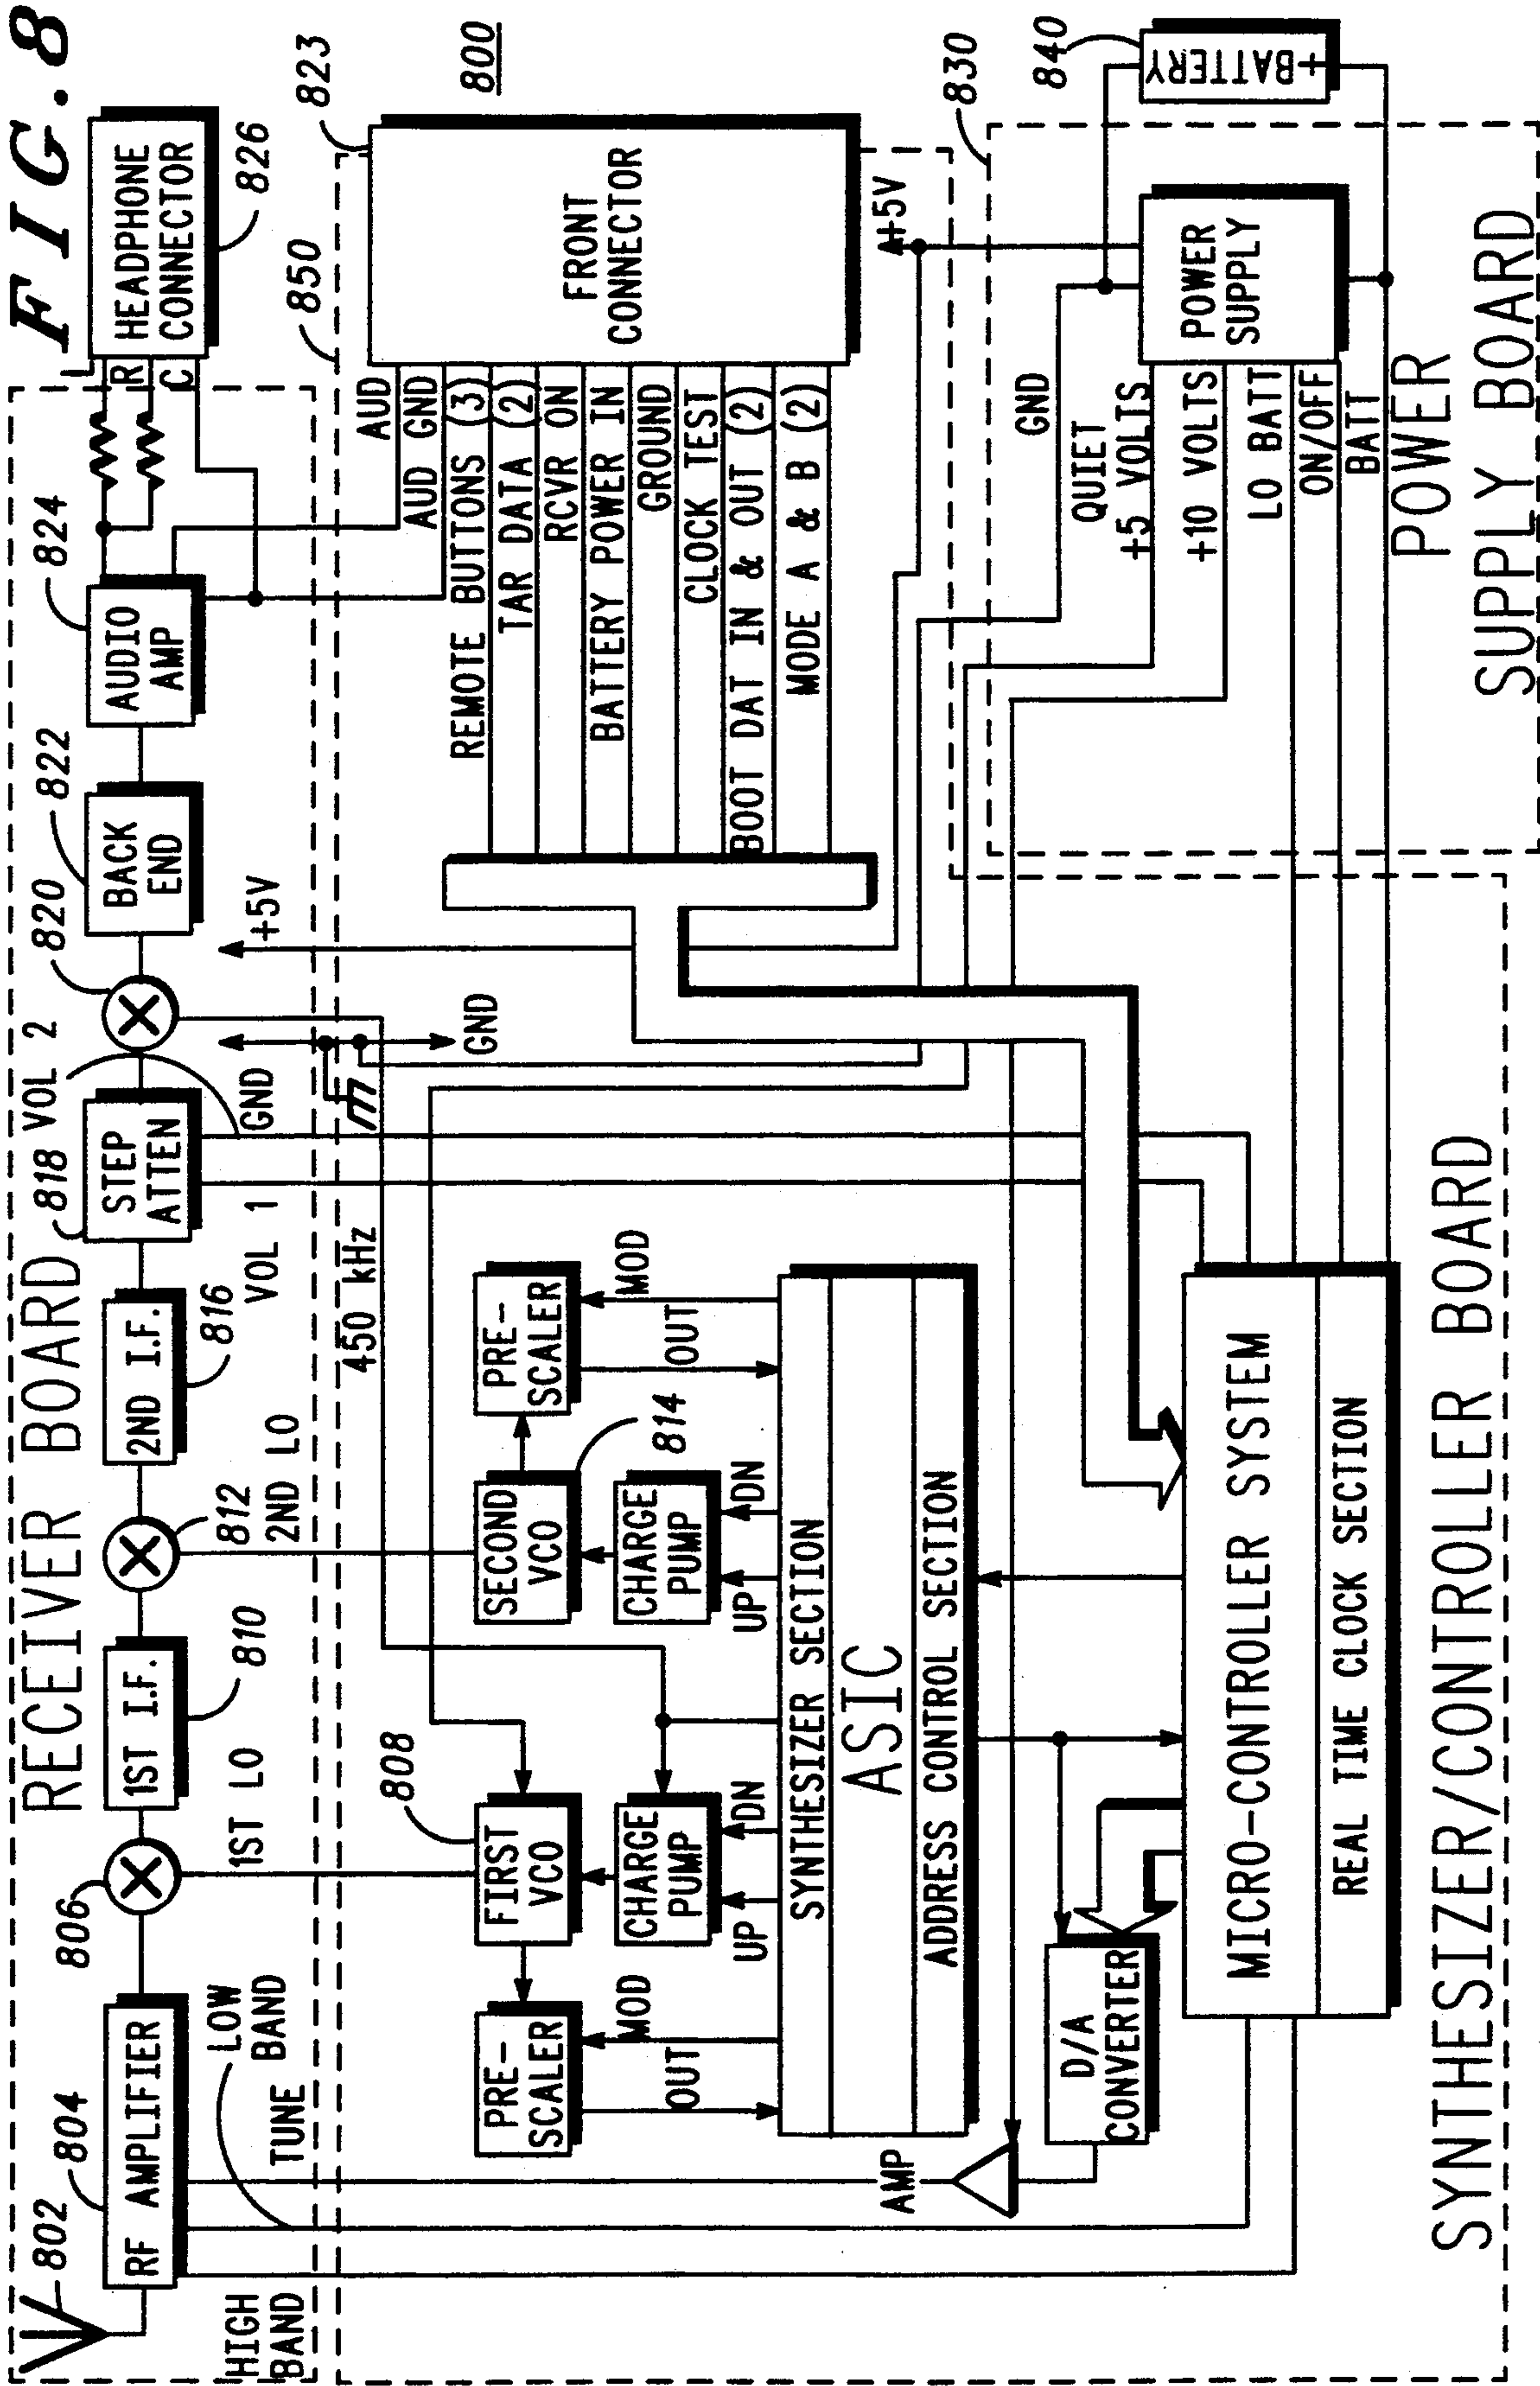 FIG. 8
RECEIVER BOARD
802
804
RF AMPLIFIER
HIGH
BAND
LOW
BAND
TUNE
806
1ST LO
810
1ST I.F.
812
2ND LO
816
2ND I.F.
818
STEP
ATTEN
VOL 1
VOL 2
GND
820
822
BACK
END
+5V
824
AUDIO
AMP
L
R
C
HEADPHONE
CONNECTOR
826
450 kHz
GND
850
823
800
AUD
AUD GND
REMOTE BUTTONS (3)
TAR DATA (2)
RCVR ON
BATTERY POWER IN
GROUND
CLOCK TEST
BOOT DAT IN & OUT (2)
MODE A & B (2)
FRONT
CONNECTOR
808
PRE-
SCALER
FIRST
VCO
SECOND
VCO
814
PRE-
SCALER
MOD
OUT
CHARGE
PUMP
UP
DN
CHARGE
PUMP
UP
DN
MOD
OUT
SYNTHESIZER SECTION
ASIC
ADDRESS CONTROL SECTION
AMP
D/A
CONVERTER
MICRO-CONTROLLER SYSTEM
REAL TIME CLOCK SECTION
SYNTHESIZER/CONTROLLER BOARD
+5V
830
840
+BATTERY
GND
QUIET
+5 VOLTS
+10 VOLTS
LO BATT
ON/OFF
BATT
POWER
SUPPLY
POWER
SUPPLY BOARD